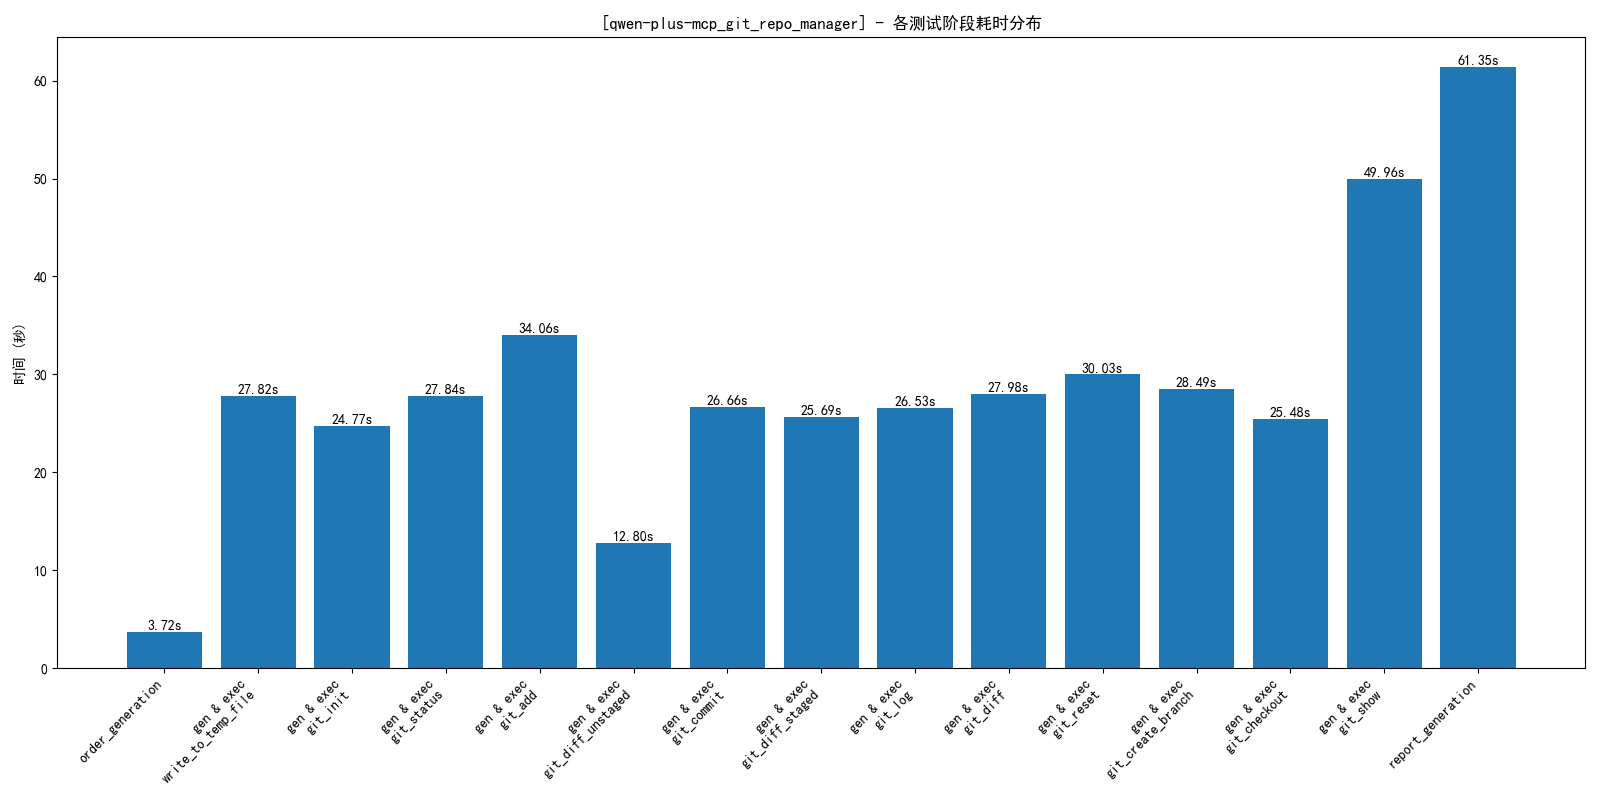 [qwen-plus-mcp_git_repo_manager] - 各测试阶段耗时分布
时间 (秒)
60
50
40
30
20
10
0
3.72s
27.82s
24.77s
27.84s
34.06s
12.80s
26.66s
25.69s
26.53s
27.98s
30.03s
28.49s
25.48s
49.96s
61.35s
order_generation
gen & exec
write_to_temp_file
gen & exec
git_init
gen & exec
git_status
gen & exec
git_add
gen & exec
git_diff_unstaged
gen & exec
git_commit
gen & exec
git_diff_staged
gen & exec
git_log
gen & exec
git_diff
gen & exec
git_reset
gen & exec
git_create_branch
gen & exec
git_checkout
gen & exec
git_show
report_generation